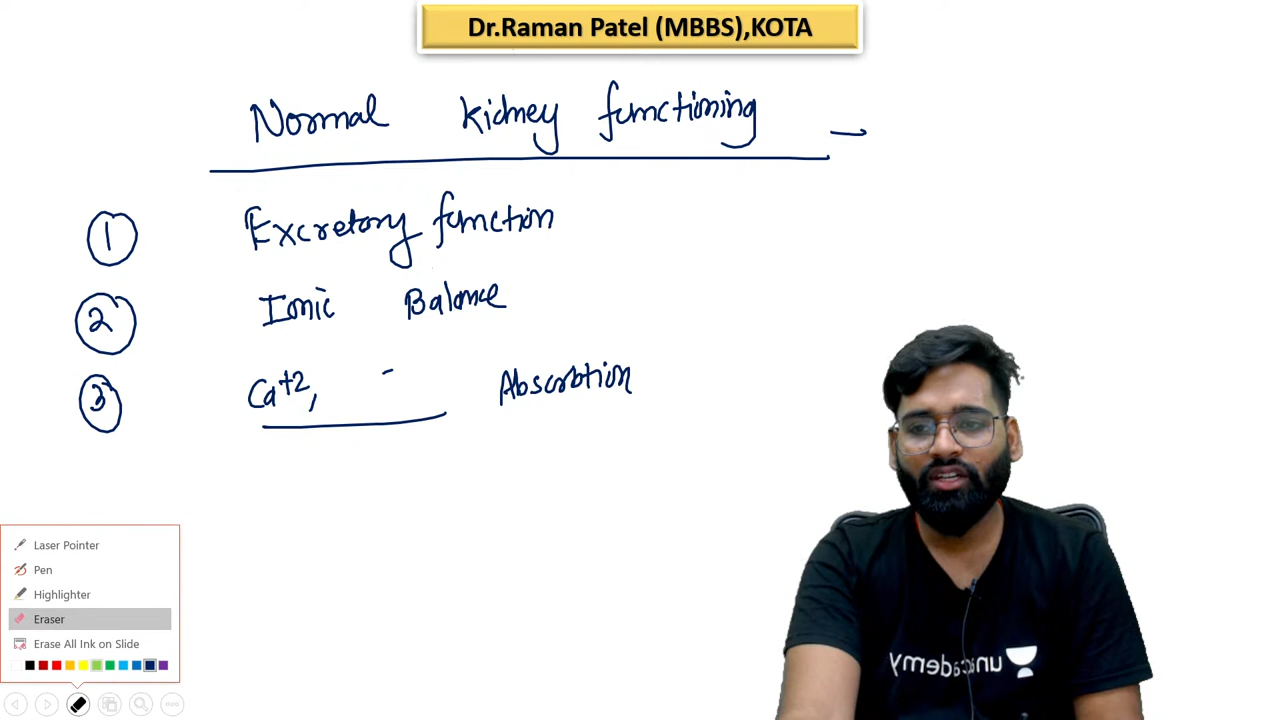 Dr.Raman Patel (MBBS),KOTA
Normal kidney functioning →
1 Excretory function
2 Ionic Balance
3 Ca+2, Absorbtion
Laser Pointer
Pen
Highlighter
Eraser
Erase All Ink on Slide
unacademy